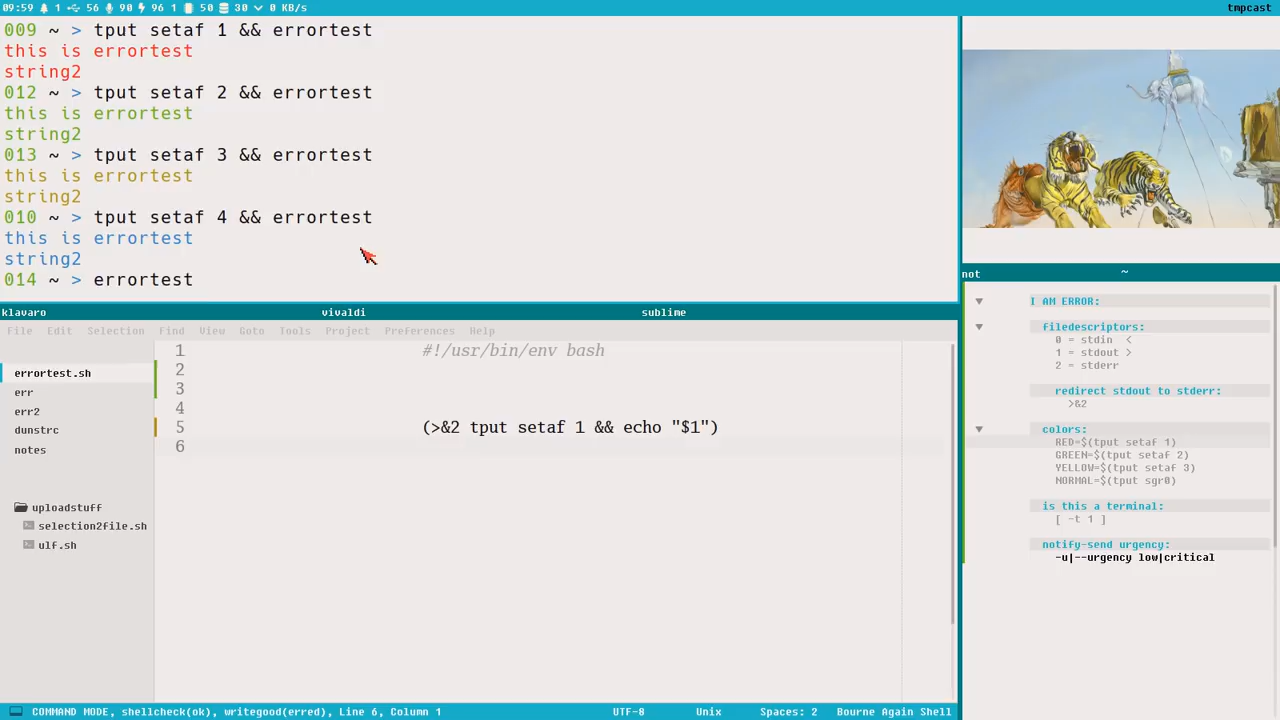 09:59 1 56 90 96 1 50 30 0 KB/s
tmpcast
009 ~ > tput setaf 1 && errortest
this is errortest
string2
012 ~ > tput setaf 2 && errortest
this is errortest
string2
013 ~ > tput setaf 3 && errortest
this is errortest
string2
010 ~ > tput setaf 4 && errortest
this is errortest
string2
014 ~ > errortest
klavaro vivaldi sublime
File Edit Selection Find View Goto Tools Project Preferences Help
errortest.sh
err
err2
dunstrc
notes
uploadstuff
selection2file.sh
ulf.sh
1 #!/usr/bin/env bash
2
3
4
5 (>&2 tput setaf 1 && echo "$1")
6
not ~
I AM ERROR:
filedescriptors:
0 = stdin <
1 = stdout >
2 = stderr
redirect stdout to stderr:
>&2
colors:
RED=$(tput setaf 1)
GREEN=$(tput setaf 2)
YELLOW=$(tput setaf 3)
NORMAL=$(tput sgr0)
is this a terminal:
[ -t 1 ]
notify-send urgency:
-u|--urgency low|critical
COMMAND MODE, shellcheck(ok), writegood(erred), Line 6, Column 1 UTF-8 Unix Spaces: 2 Bourne Again Shell